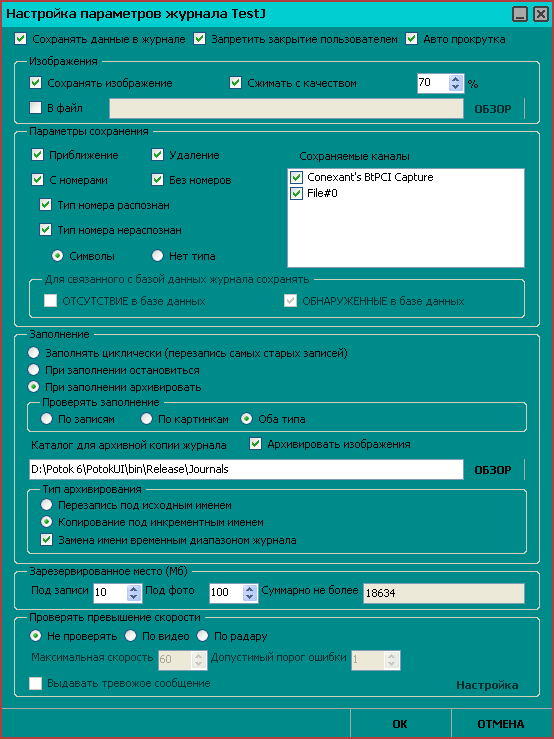 Настройка параметров журнала TestJ
Сохранять данные в журнале Запретить закрытие пользователем Авто прокрутка
Изображения
Сохранять изображение Сжимать с качеством 70 %
В файл ОБЗОР
Параметры сохранения
Приближение Удаление Сохраняемые каналы
С номерами Без номеров Conexant's BtPCI Capture
File#0
Тип номера распознан
Тип номера нераспознан
Символы Нет типа
Для связанного с базой данных журнала сохранять
ОТСУТСТВИЕ в базе данных ОБНАРУЖЕННЫЕ в базе данных
Заполнение
Заполнять циклически (перезапись самых старых записей)
При заполнении остановиться
При заполнении архивировать
Проверять заполнение
По записям По картинкам Оба типа
Каталог для архивной копии журнала Архивировать изображения
D:\Potok 6\PotokUI\bin\Release\Journals ОБЗОР
Тип архивирования
Перезапись под исходным именем
Копирование под инкрементным именем
Замена имени временным диапазоном журнала
Зарезервированное место (Мб)
Под записи 10 Под фото 100 Суммарно не более 18634
Проверять превышение скорости
Не проверять По видео По радару
Максимальная скорость 60 Допустимый порог ошибки 1
Выдавать тревожое сообщение Настройка
ОК ОТМЕНА